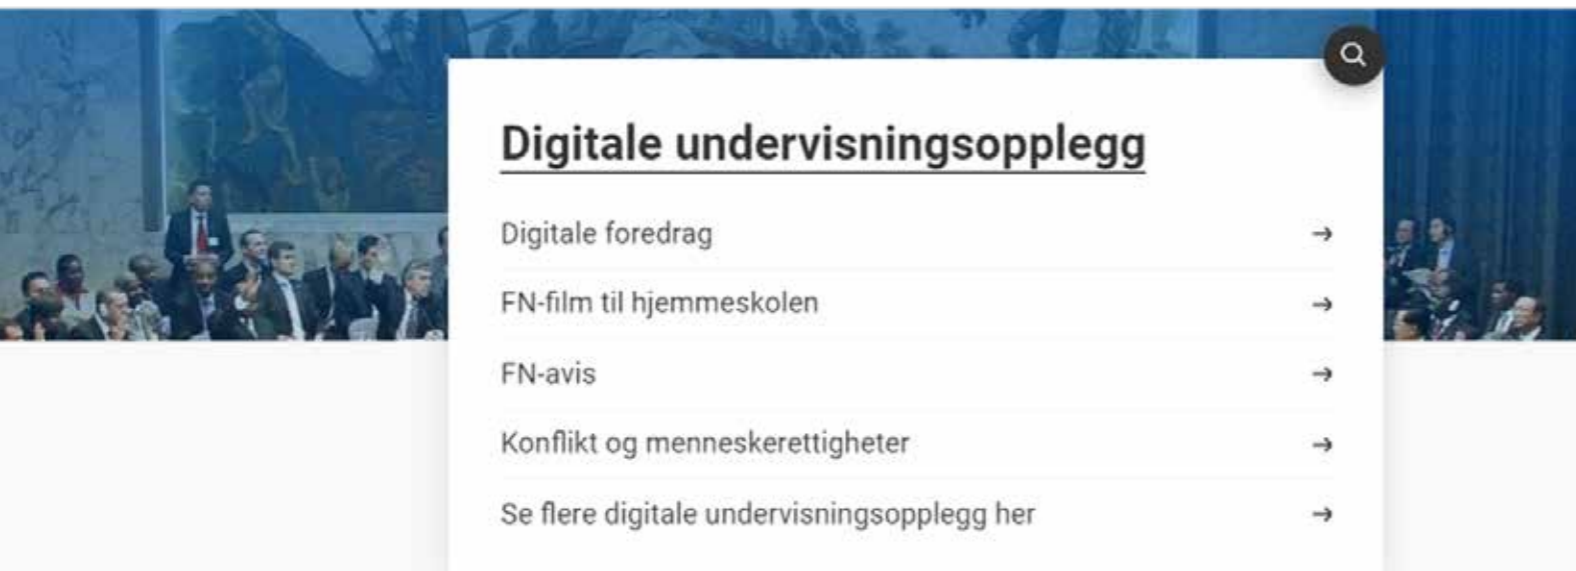 Digitale undervisningsopplegg
Digitale foredrag
FN-film til hjemmeskolen
FN-avis
Konflikt og menneskerettigheter
Se flere digitale undervisningsopplegg her